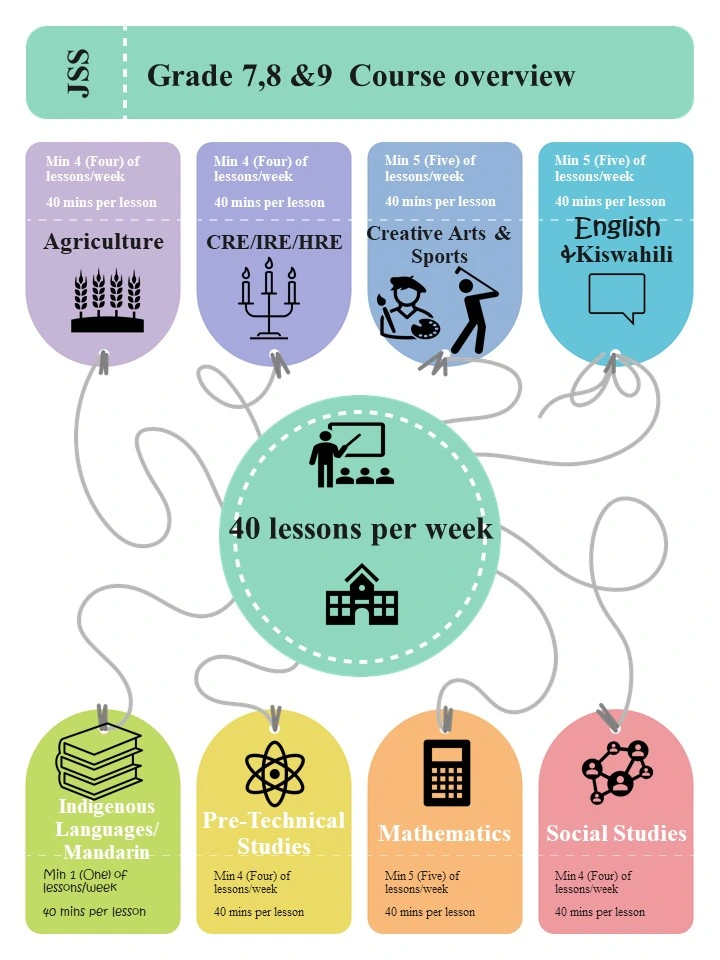 JSS
Grade 7,8 &9 Course overview
Min 4 (Four) of
lessons/week
40 mins per lesson
Agriculture
Min 4 (Four) of
lessons/week
40 mins per lesson
CRE/IRE/HRE
Min 5 (Five) of
lessons/week
40 mins per lesson
Creative Arts &
Sports
Min 5 (Five) of
lessons/week
40 mins per lesson
English
&Kiswahili
40 lessons per week
Indigenous
Languages/
Mandarin
Min 1 (One) of
lessons/week
40 mins per lesson
Pre-Technical
Studies
Min 4 (Four) of
lessons/week
40 mins per lesson
Mathematics
Min 5 (Five) of
lessons/week
40 mins per lesson
Social Studies
Min 4 (Four) of
lessons/week
40 mins per lesson